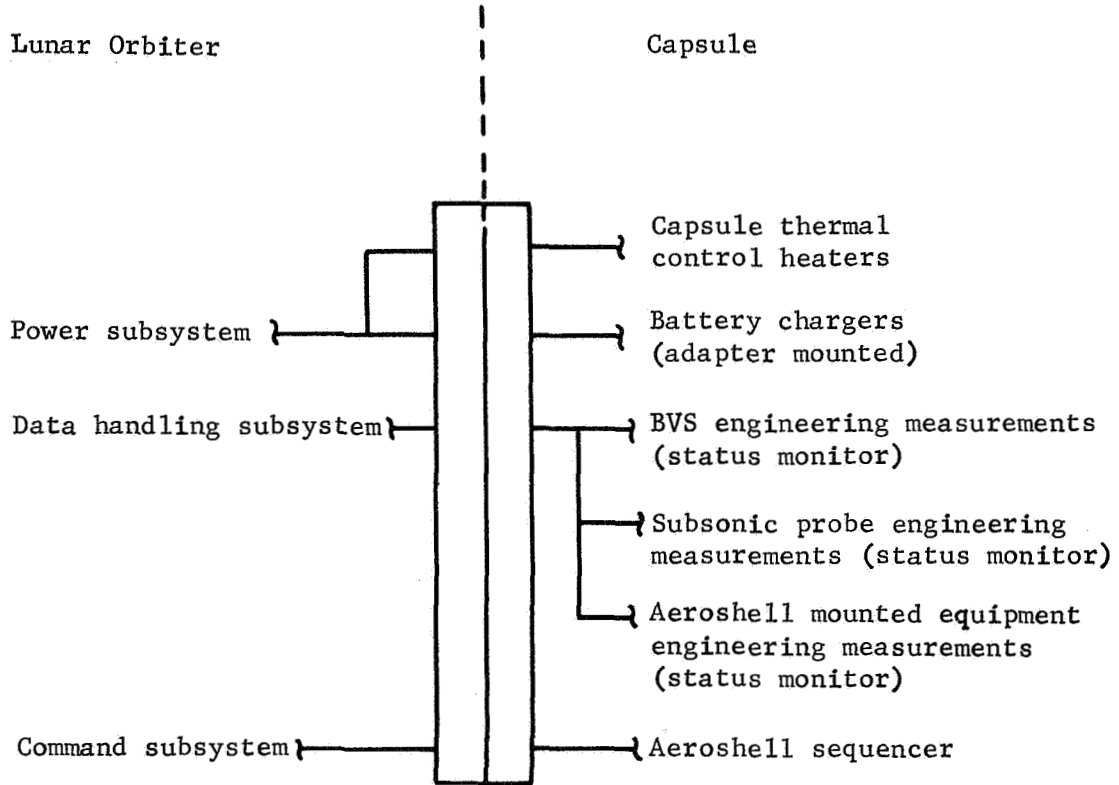 Lunar Orbiter
Capsule
Capsule thermal
control heaters
Power subsystem
Battery chargers
(adapter mounted)
Data handling subsystem
BVS engineering measurements
(status monitor)
Subsonic probe engineering
measurements (status monitor)
Aeroshell mounted equipment
engineering measurements
(status monitor)
Command subsystem
Aeroshell sequencer